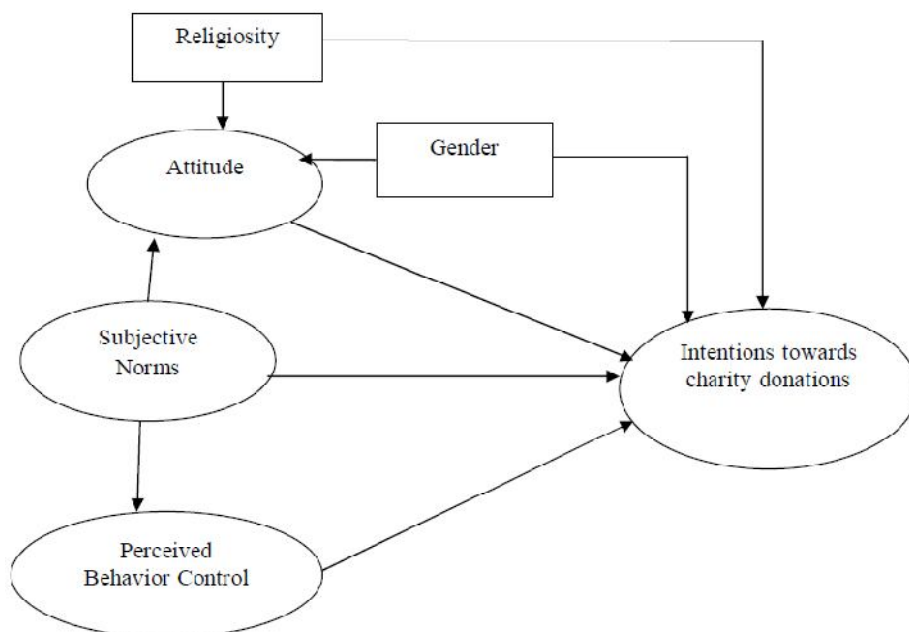 Religiosity
Gender
Attitude
Subjective
Norms
Intentions towards
charity donations
Perceived
Behavior Control